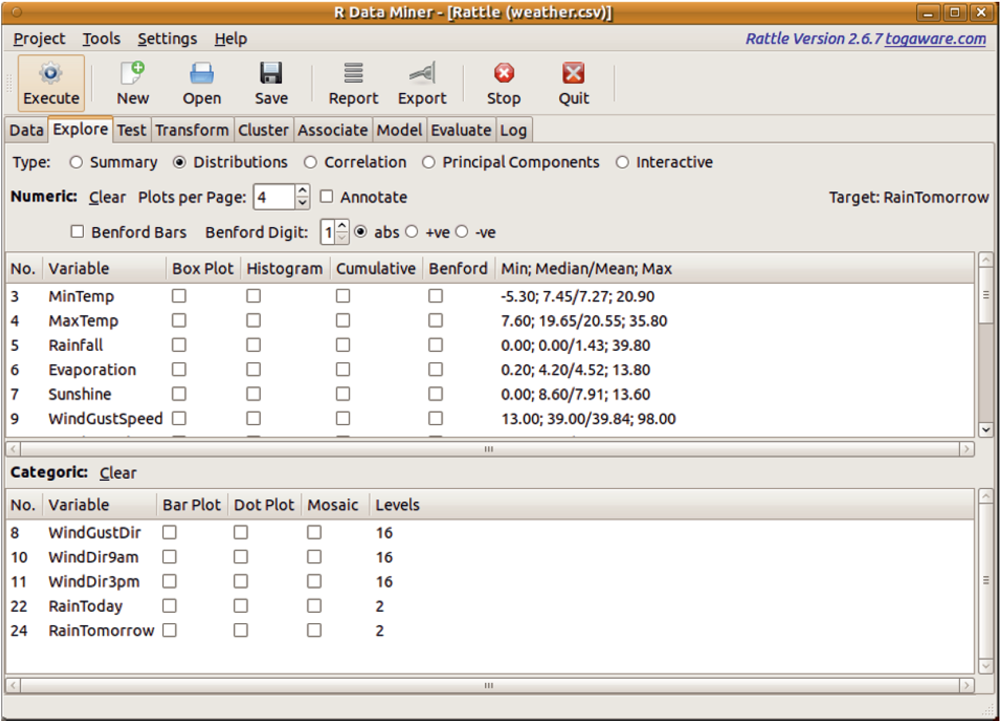 R Data Miner - [Rattle (weather.csv)]
Project Tools Settings Help Rattle Version 2.6.7 togaware.com
Execute New Open Save Report Export Stop Quit
Data Explore Test Transform Cluster Associate Model Evaluate Log
Type: Summary Distributions Correlation Principal Components Interactive
Numeric: Clear Plots per Page: 4 Annotate Target: RainTomorrow
Benford Bars Benford Digit: 1 abs +ve -ve
No. Variable Box Plot Histogram Cumulative Benford Min; Median/Mean; Max
3 MinTemp -5.30; 7.45/7.27; 20.90
4 MaxTemp 7.60; 19.65/20.55; 35.80
5 Rainfall 0.00; 0.00/1.43; 39.80
6 Evaporation 0.20; 4.20/4.52; 13.80
7 Sunshine 0.00; 8.60/7.91; 13.60
9 WindGustSpeed 13.00; 39.00/39.84; 98.00
Categoric: Clear
No. Variable Bar Plot Dot Plot Mosaic Levels
8 WindGustDir 16
10 WindDir9am 16
11 WindDir3pm 16
22 RainToday 2
24 RainTomorrow 2